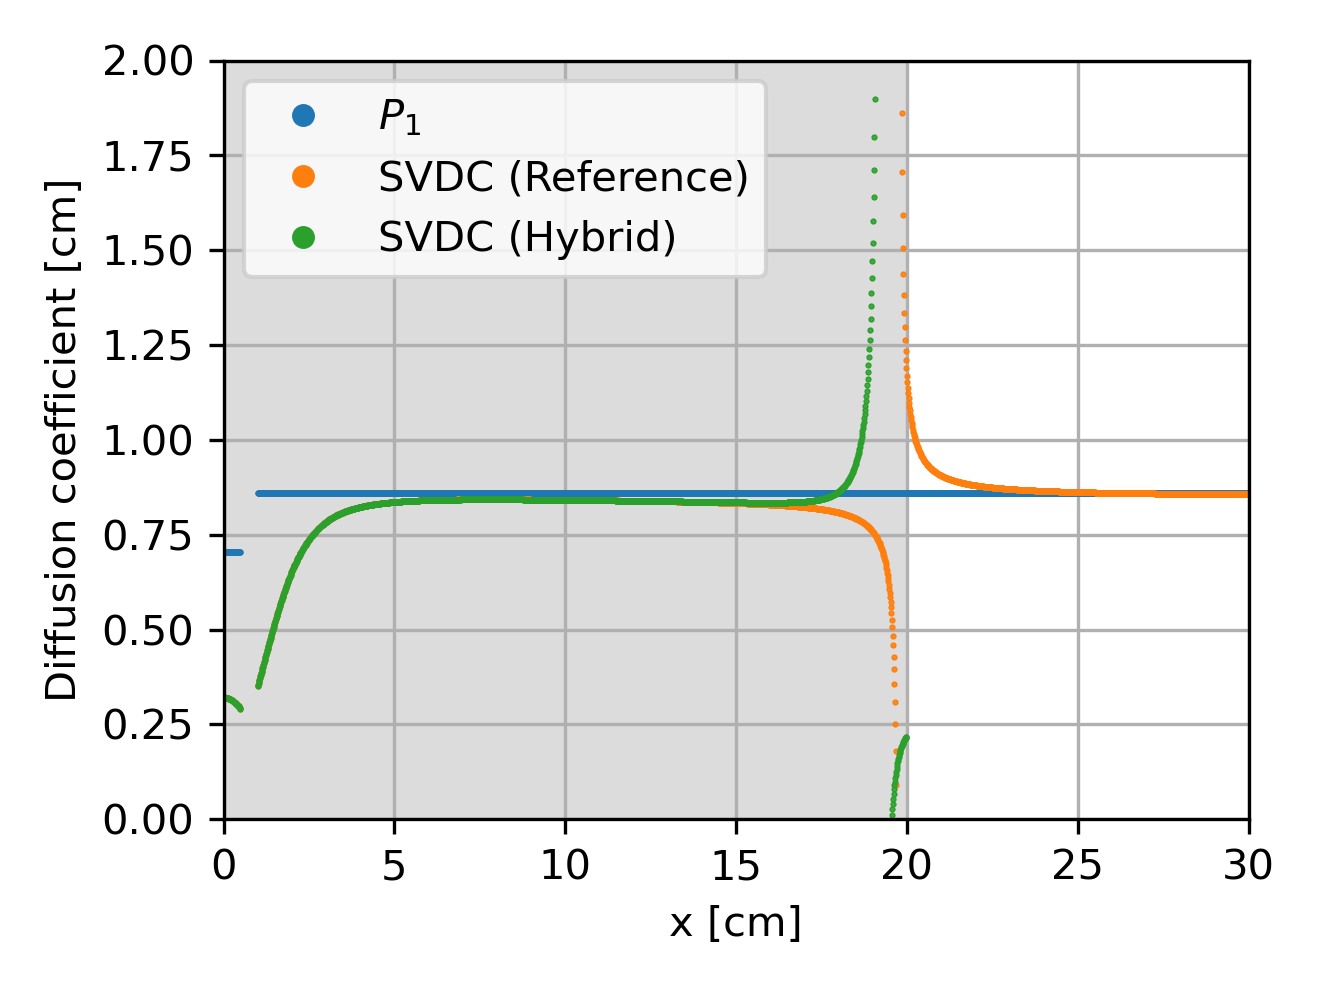 2.00
1.75
1.50
1.25
1.00
0.75
0.50
0.25
0.00
Diffusion coefficient [cm]
P₁
SVDC (Reference)
SVDC (Hybrid)
0 5 10 15 20 25 30
x [cm]